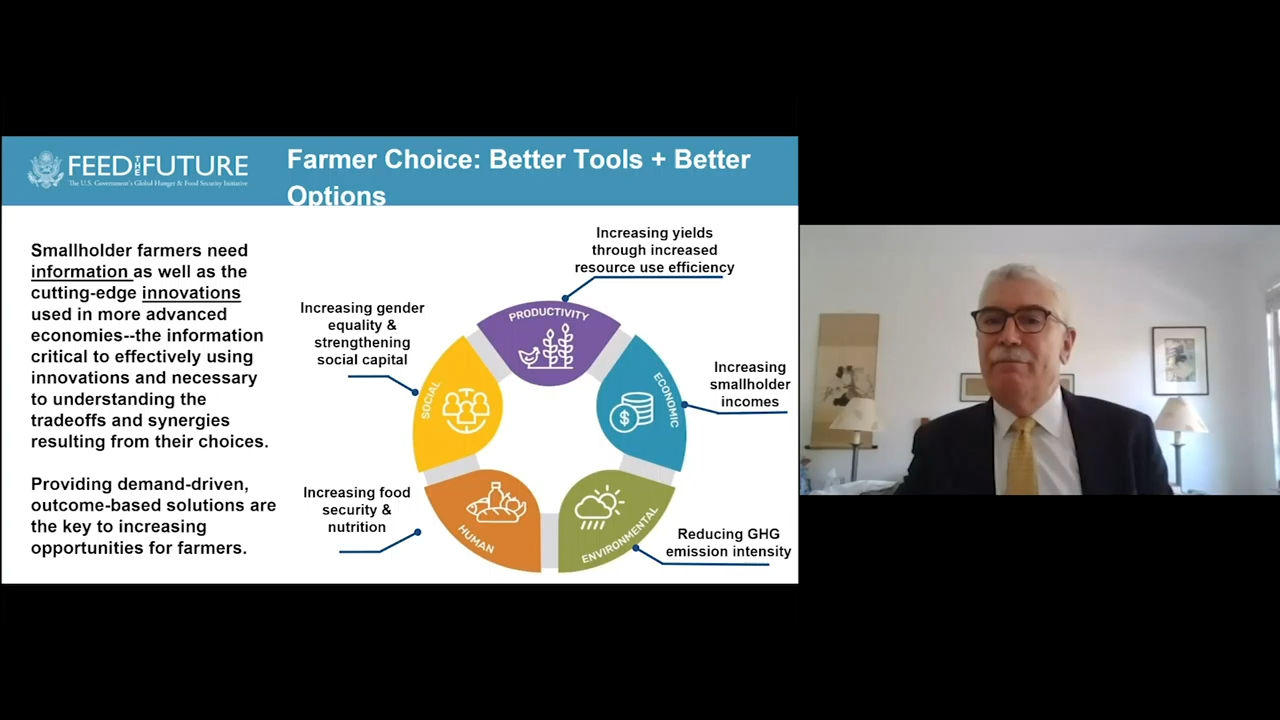 FEED THE FUTURE
The U.S. Government's Global Hunger & Food Security Initiative
Farmer Choice: Better Tools + Better
Options
Smallholder farmers need
information as well as the
cutting-edge innovations
used in more advanced
economies--the information
critical to effectively using
innovations and necessary
to understanding the
tradeoffs and synergies
resulting from their choices.
Providing demand-driven,
outcome-based solutions are
the key to increasing
opportunities for farmers.
Increasing yields
through increased
resource use efficiency
Increasing gender
equality &
strengthening
social capital
Increasing
smallholder
incomes
Increasing food
security &
nutrition
Reducing GHG
emission intensity
PRODUCTIVITY
ECONOMIC
ENVIRONMENTAL
HUMAN
SOCIAL